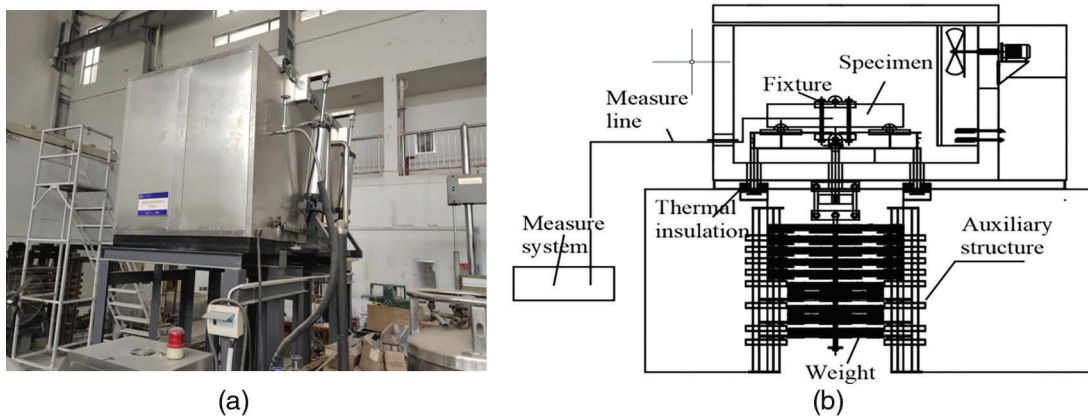 Specimen
Fixture
Measure
line
Thermal
insulation
Measure
system
Auxiliary
structure
Weight
(a)
(b)